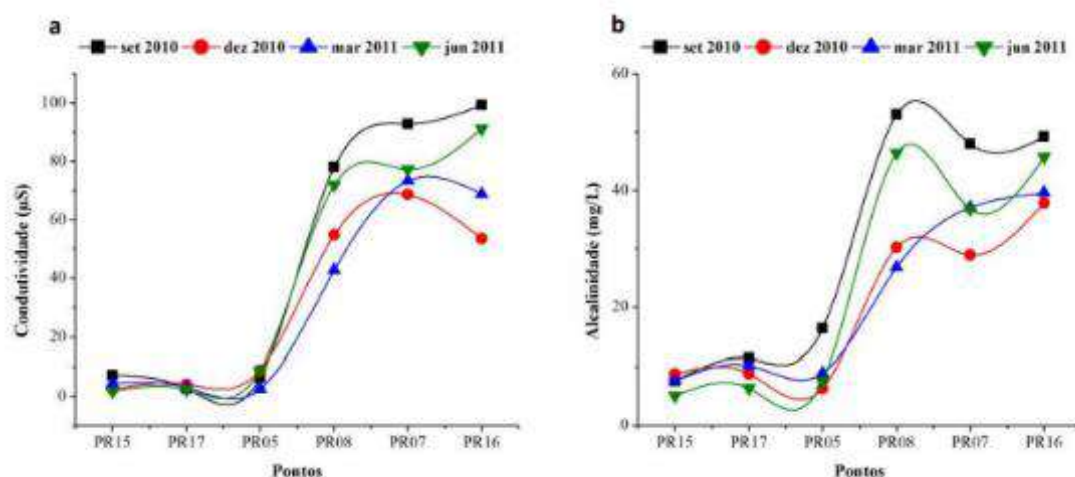 a
set 2010 dez 2010 mar 2011 jun 2011
100
80
60
40
20
0
Condutividade (µS)
PR15 PR17 PR05 PR08 PR07 PR16
Pontos
b
set 2010 dez 2010 mar 2011 jun 2011
60
40
20
0
Alcalinidade (mg/L)
PR15 PR17 PR05 PR08 PR07 PR16
Pontos